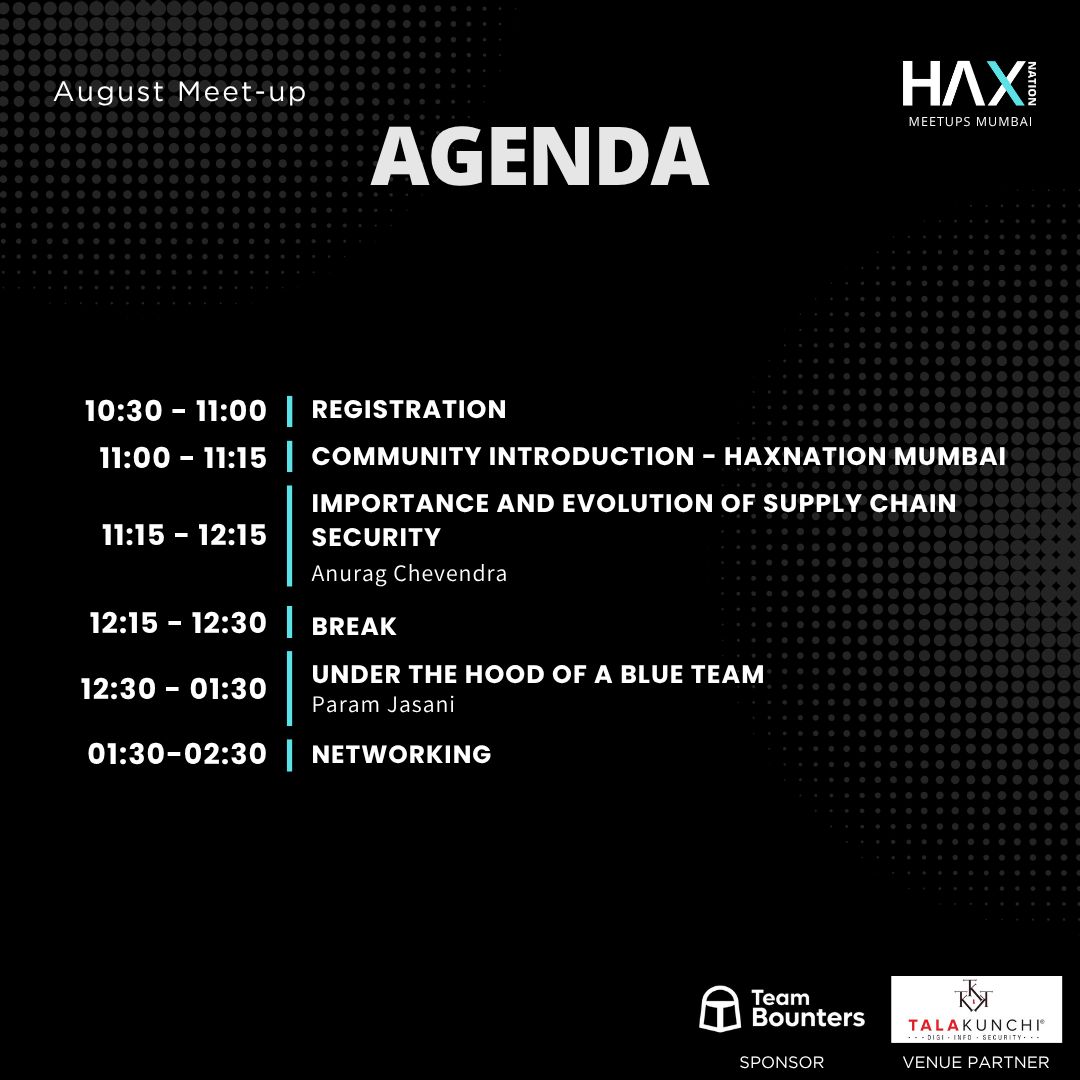 August Meet-up
HAX NATION
MEETUPS MUMBAI
AGENDA
10:30 - 11:00 REGISTRATION
11:00 - 11:15 COMMUNITY INTRODUCTION - HAXNATION MUMBAI
11:15 - 12:15 IMPORTANCE AND EVOLUTION OF SUPPLY CHAIN
SECURITY
Anurag Chevendra
12:15 - 12:30 BREAK
12:30 - 01:30 UNDER THE HOOD OF A BLUE TEAM
Param Jasani
01:30-02:30 NETWORKING
Team
Bounters
SPONSOR
TALAKUNCHI®
DIGI · INFO · SECURITY
VENUE PARTNER